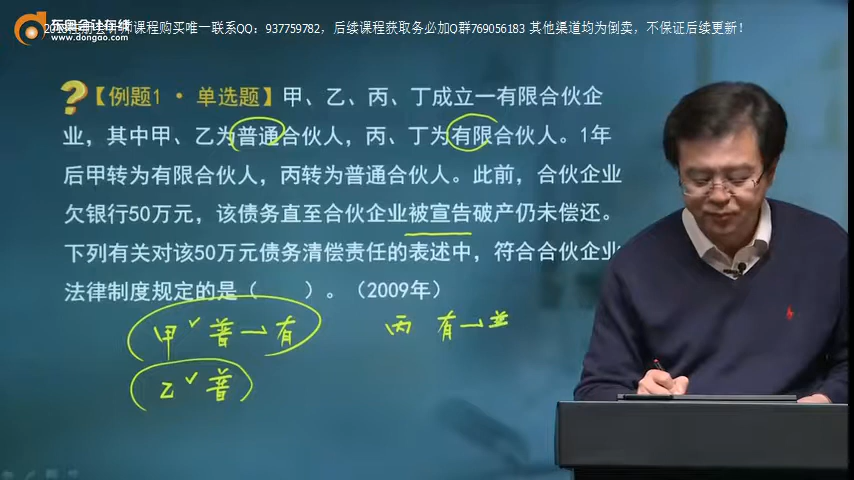 东奥会计在线
www.dongao.com
课程购买唯一联系QQ：937759782，后续课程获取务必加Q群769056183 其他渠道均为倒卖，不保证后续更新！
【例题1 · 单选题】甲、乙、丙、丁成立一有限合伙企
业，其中甲、乙为普通合伙人，丙、丁为有限合伙人。1年
后甲转为有限合伙人，丙转为普通合伙人。此前，合伙企业
欠银行50万元，该债务直至合伙企业被宣告破产仍未偿还。
下列有关对该50万元债务清偿责任的表述中，符合合伙企业
法律制度规定的是（　　）。（2009年）
甲✓普→有　丙 有→普
乙✓普